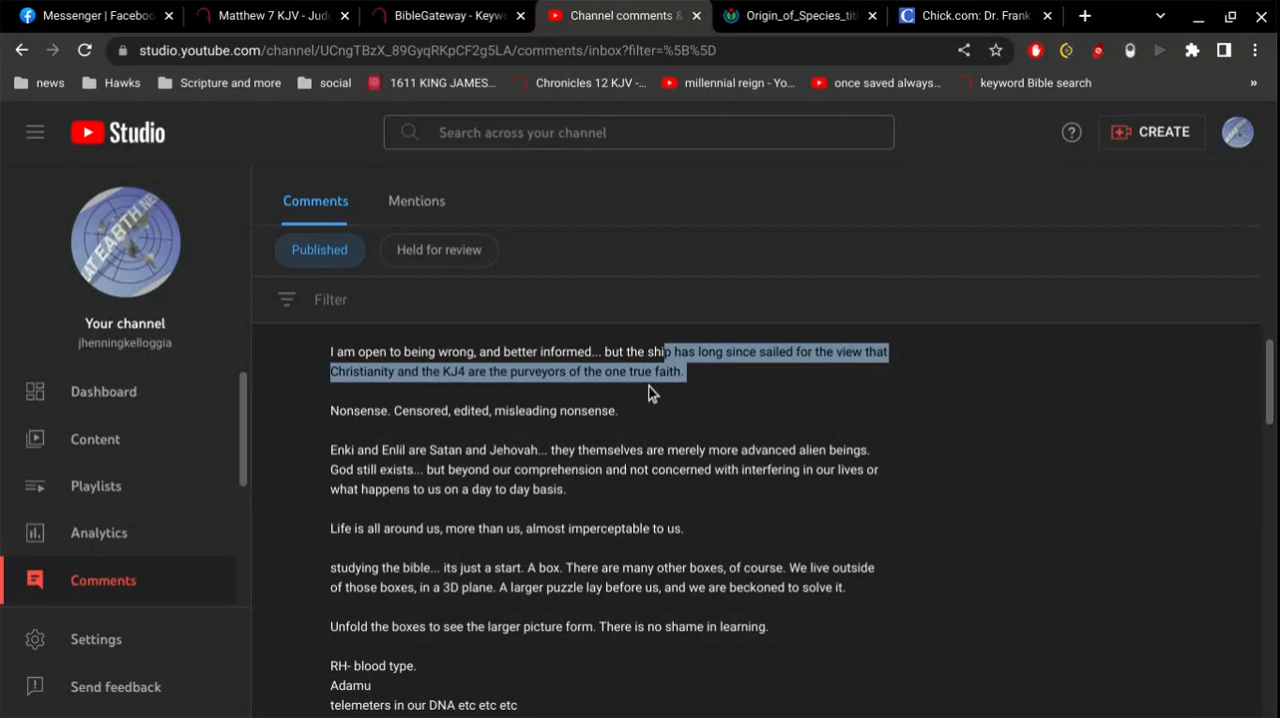 Messenger | Faceboo
Matthew 7 KJV - Jud
BibleGateway - Keyw
Channel comments &
Origin_of_Species_titl
Chick.com: Dr. Frank
studio.youtube.com/channel/UCngTBzX_89GyqRKpCF2g5LA/comments/inbox?filter=%5B%5D
news
Hawks
Scripture and more
social
1611 KING JAMES...
Chronicles 12 KJV -...
millennial reign - Yo...
once saved always...
keyword Bible search
»
Studio
Search across your channel
CREATE
AT EARTH NE
Your channel
jhenningkelloggia
Dashboard
Content
Playlists
Analytics
Comments
Settings
Send feedback
Comments
Mentions
Published
Held for review
Filter
I am open to being wrong, and better informed... but the ship has long since sailed for the view that
Christianity and the KJ4 are the purveyors of the one true faith.
Nonsense. Censored, edited, misleading nonsense.
Enki and Enlil are Satan and Jehovah... they themselves are merely more advanced alien beings.
God still exists... but beyond our comprehension and not concerned with interfering in our lives or
what happens to us on a day to day basis.
Life is all around us, more than us, almost imperceptable to us.
studying the bible... its just a start. A box. There are many other boxes, of course. We live outside
of those boxes, in a 3D plane. A larger puzzle lay before us, and we are beckoned to solve it.
Unfold the boxes to see the larger picture form. There is no shame in learning.
RH- blood type.
Adamu
telemeters in our DNA etc etc etc